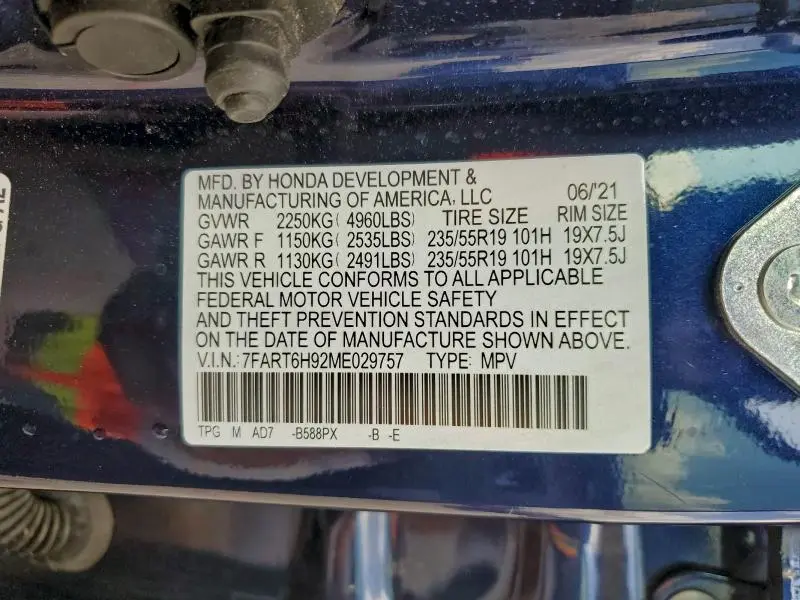 MFD. BY HONDA DEVELOPMENT &
MANUFACTURING OF AMERICA, LLC 06/'21
GVWR 2250KG( 4960LBS) TIRE SIZE RIM SIZE
GAWR F 1150KG( 2535LBS) 235/55R19 101H 19X7.5J
GAWR R 1130KG( 2491LBS) 235/55R19 101H 19X7.5J
THIS VEHICLE CONFORMS TO ALL APPLICABLE
FEDERAL MOTOR VEHICLE SAFETY
AND THEFT PREVENTION STANDARDS IN EFFECT
ON THE DATE OF MANUFACTURE SHOWN ABOVE.
V.I.N.: 7FART6H92ME029757 TYPE: MPV
TPG M AD7 -B588PX -B -E